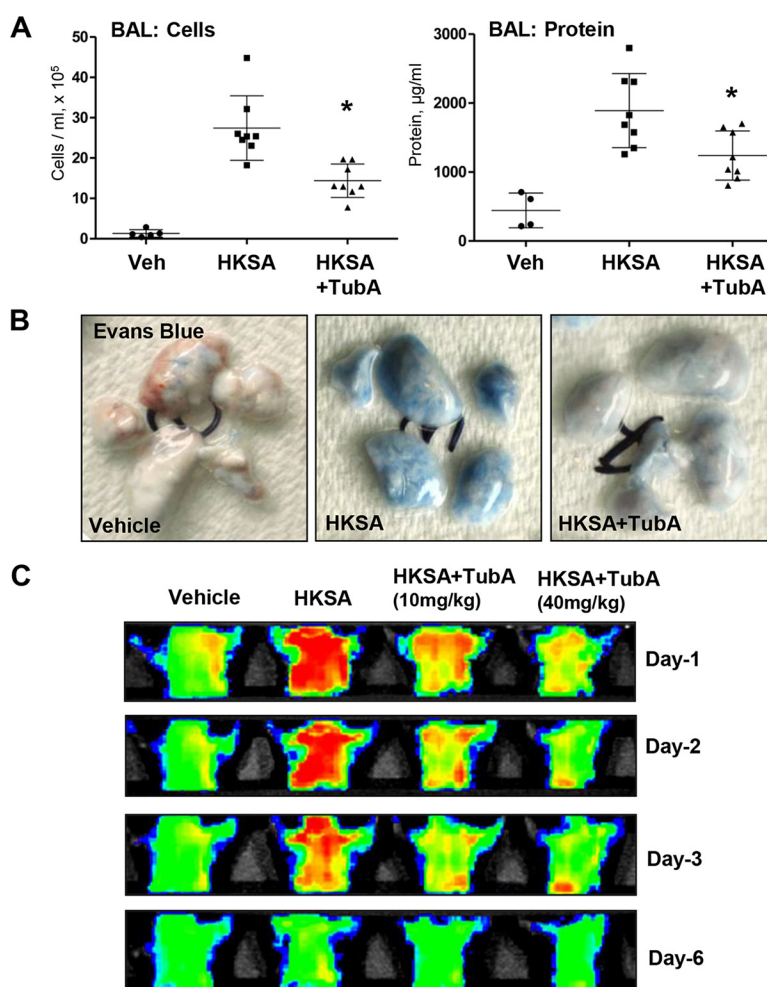 A
BAL: Cells
Cells / ml, x 10⁵
50
40
30
20
10
0
Veh
HKSA
HKSA
+TubA
*
BAL: Protein
Protein, µg/ml
3000
2000
1000
0
Veh
HKSA
HKSA
+TubA
*
B
Evans Blue
Vehicle
HKSA
HKSA+TubA
C
Vehicle
HKSA
HKSA+TubA
(10mg/kg)
HKSA+TubA
(40mg/kg)
Day-1
Day-2
Day-3
Day-6